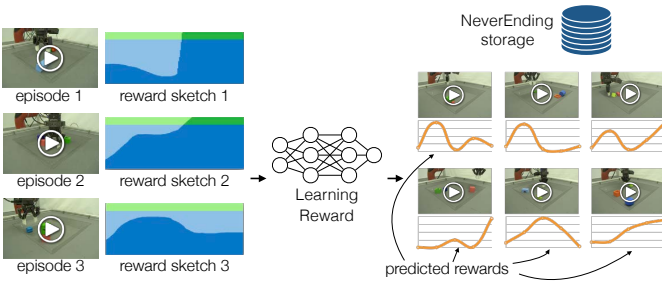 NeverEnding
storage
episode 1
reward sketch 1
episode 2
reward sketch 2
Learning
Reward
episode 3
reward sketch 3
predicted rewards